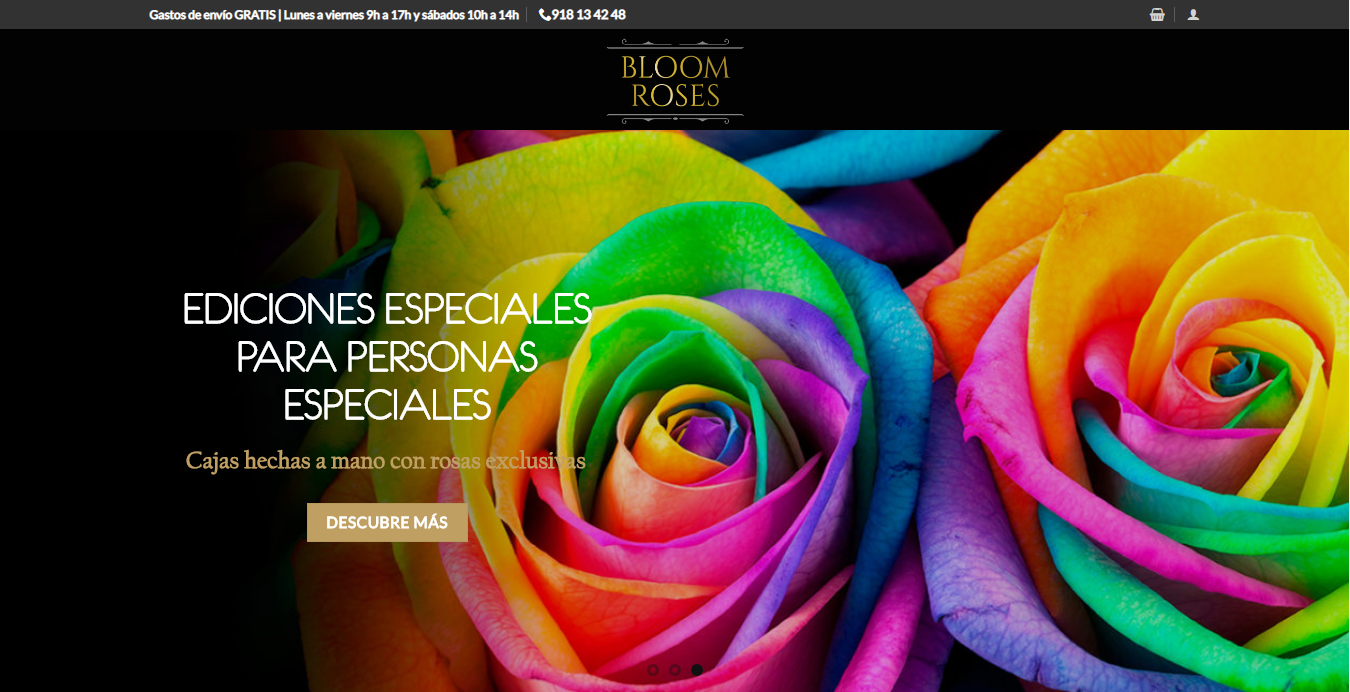 Gastos de envío GRATIS | Lunes a viernes 9h a 17h y sábados 10h a 14h
918 13 42 48
BLOOM
ROSES
EDICIONES ESPECIALES
PARA PERSONAS
ESPECIALES
Cajas hechas a mano con rosas exclusivas
DESCUBRE MÁS